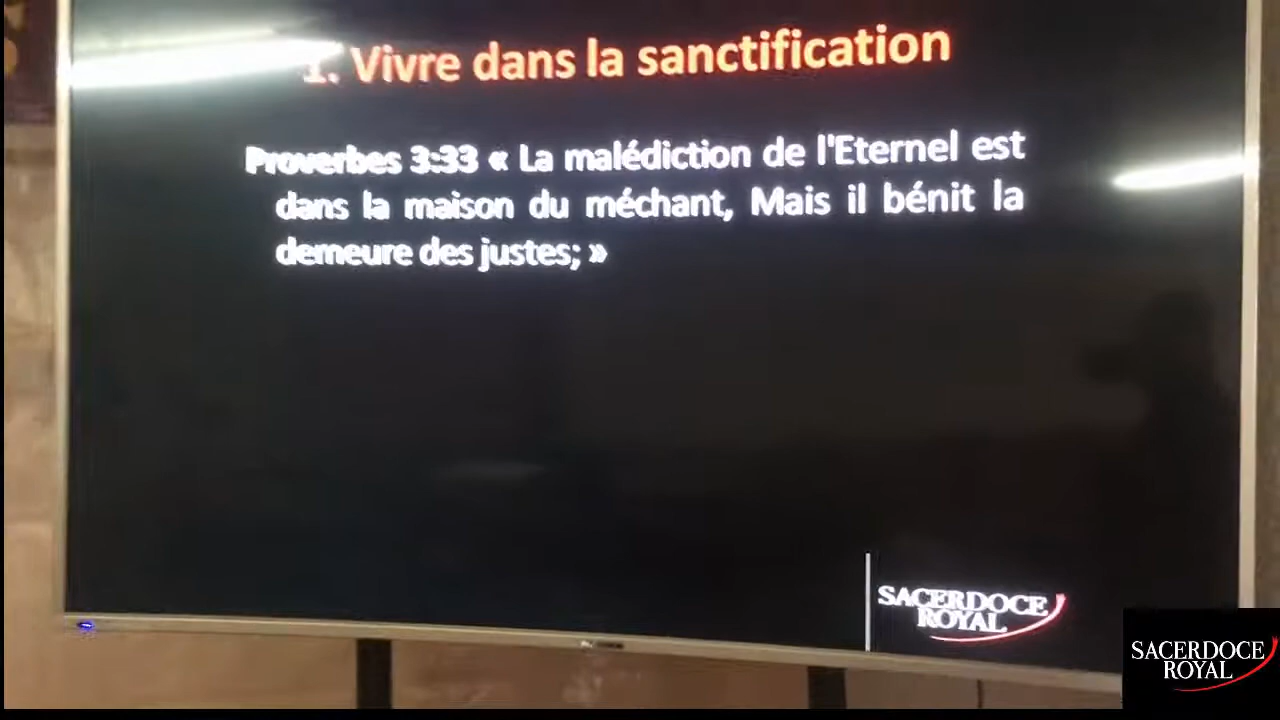 1. Vivre dans la sanctification
Proverbes 3:33 « La malédiction de l'Eternel est
dans la maison du méchant, Mais il bénit la
demeure des justes; »
SACERDOCE
ROYAL
SACERDOCE
ROYAL